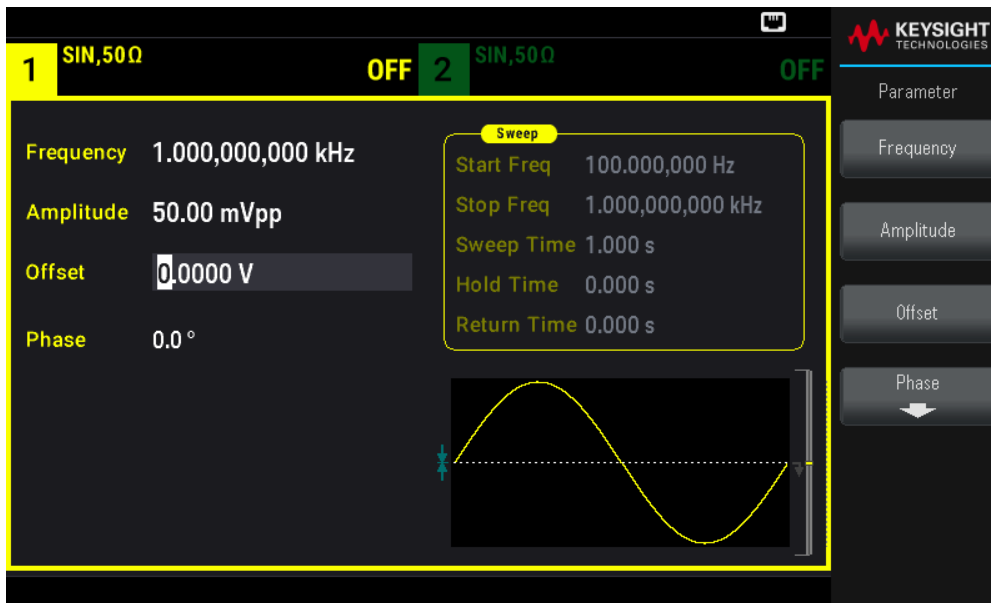 KEYSIGHT
TECHNOLOGIES
1 SIN,50Ω OFF 2 SIN,50Ω OFF
Parameter
Frequency 1.000,000,000 kHz
Amplitude 50.00 mVpp
Offset 0.0000 V
Phase 0.0 °
Sweep
Start Freq 100.000,000 Hz
Stop Freq 1.000,000,000 kHz
Sweep Time 1.000 s
Hold Time 0.000 s
Return Time 0.000 s
Frequency
Amplitude
Offset
Phase